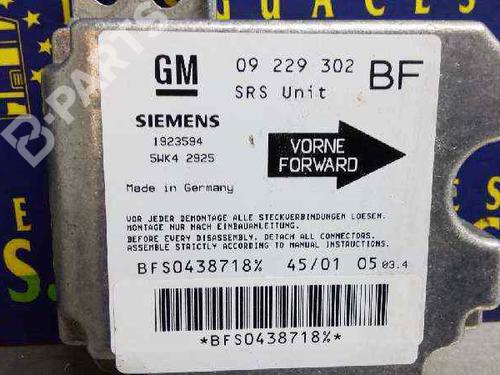 GM 09 229 302 BF
SRS Unit
SIEMENS
1923594
5WK4 2925
VORNE
FORWARD
Made in Germany
VOR JEDER DEMONTAGE ALLE STECKVERBINDUNGEN LOESEN.
MONTAGE NUR NACH EINBAUANLEITUNG.
BEFORE EVERY DISASSEMBLY, DETACH ALL CONNECTORS.
ASSEMBLE STRICTLY ACCORDING TO MANUAL INSTRUCTIONS.
BFS0438718% 45/01 05 03.4
*BFS0438718%*
B-PARTS